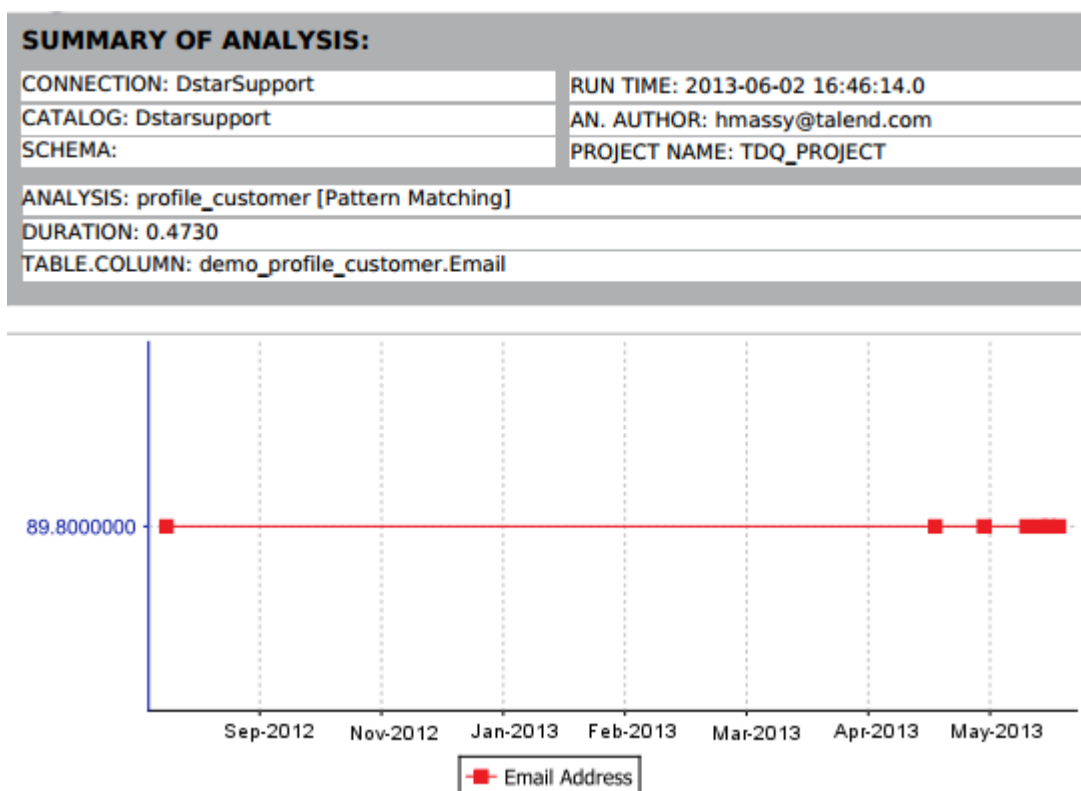 SUMMARY OF ANALYSIS:
CONNECTION: DstarSupport
RUN TIME: 2013-06-02 16:46:14.0
CATALOG: Dstarsupport
AN. AUTHOR: hmassy@talend.com
SCHEMA:
PROJECT NAME: TDQ_PROJECT
ANALYSIS: profile_customer [Pattern Matching]
DURATION: 0.4730
TABLE.COLUMN: demo_profile_customer.Email
89.8000000
Sep-2012 Nov-2012 Jan-2013 Feb-2013 Mar-2013 Apr-2013 May-2013
Email Address